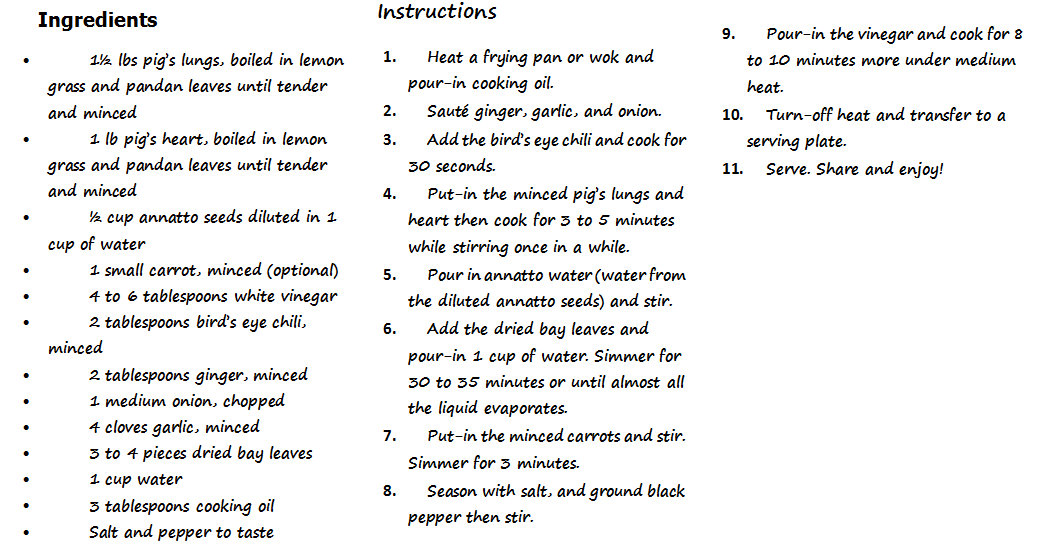 Ingredients
• 1½ lbs pig's lungs, boiled in lemon
grass and pandan leaves until tender
and minced
• 1 lb pig's heart, boiled in lemon
grass and pandan leaves until tender
and minced
• ½ cup annatto seeds diluted in 1
cup of water
• 1 small carrot, minced (optional)
• 4 to 6 tablespoons white vinegar
• 2 tablespoons bird's eye chili,
minced
• 2 tablespoons ginger, minced
• 1 medium onion, chopped
• 4 cloves garlic, minced
• 3 to 4 pieces dried bay leaves
• 1 cup water
• 3 tablespoons cooking oil
• Salt and pepper to taste
Instructions
1. Heat a frying pan or wok and
pour-in cooking oil.
2. Sauté ginger, garlic, and onion.
3. Add the bird's eye chili and cook for
30 seconds.
4. Put-in the minced pig's lungs and
heart then cook for 3 to 5 minutes
while stirring once in a while.
5. Pour in annatto water (water from
the diluted annatto seeds) and stir.
6. Add the dried bay leaves and
pour-in 1 cup of water. Simmer for
30 to 35 minutes or until almost all
the liquid evaporates.
7. Put-in the minced carrots and stir.
Simmer for 3 minutes.
8. Season with salt, and ground black
pepper then stir.
9. Pour-in the vinegar and cook for 8
to 10 minutes more under medium
heat.
10. Turn-off heat and transfer to a
serving plate.
11. Serve. Share and enjoy!